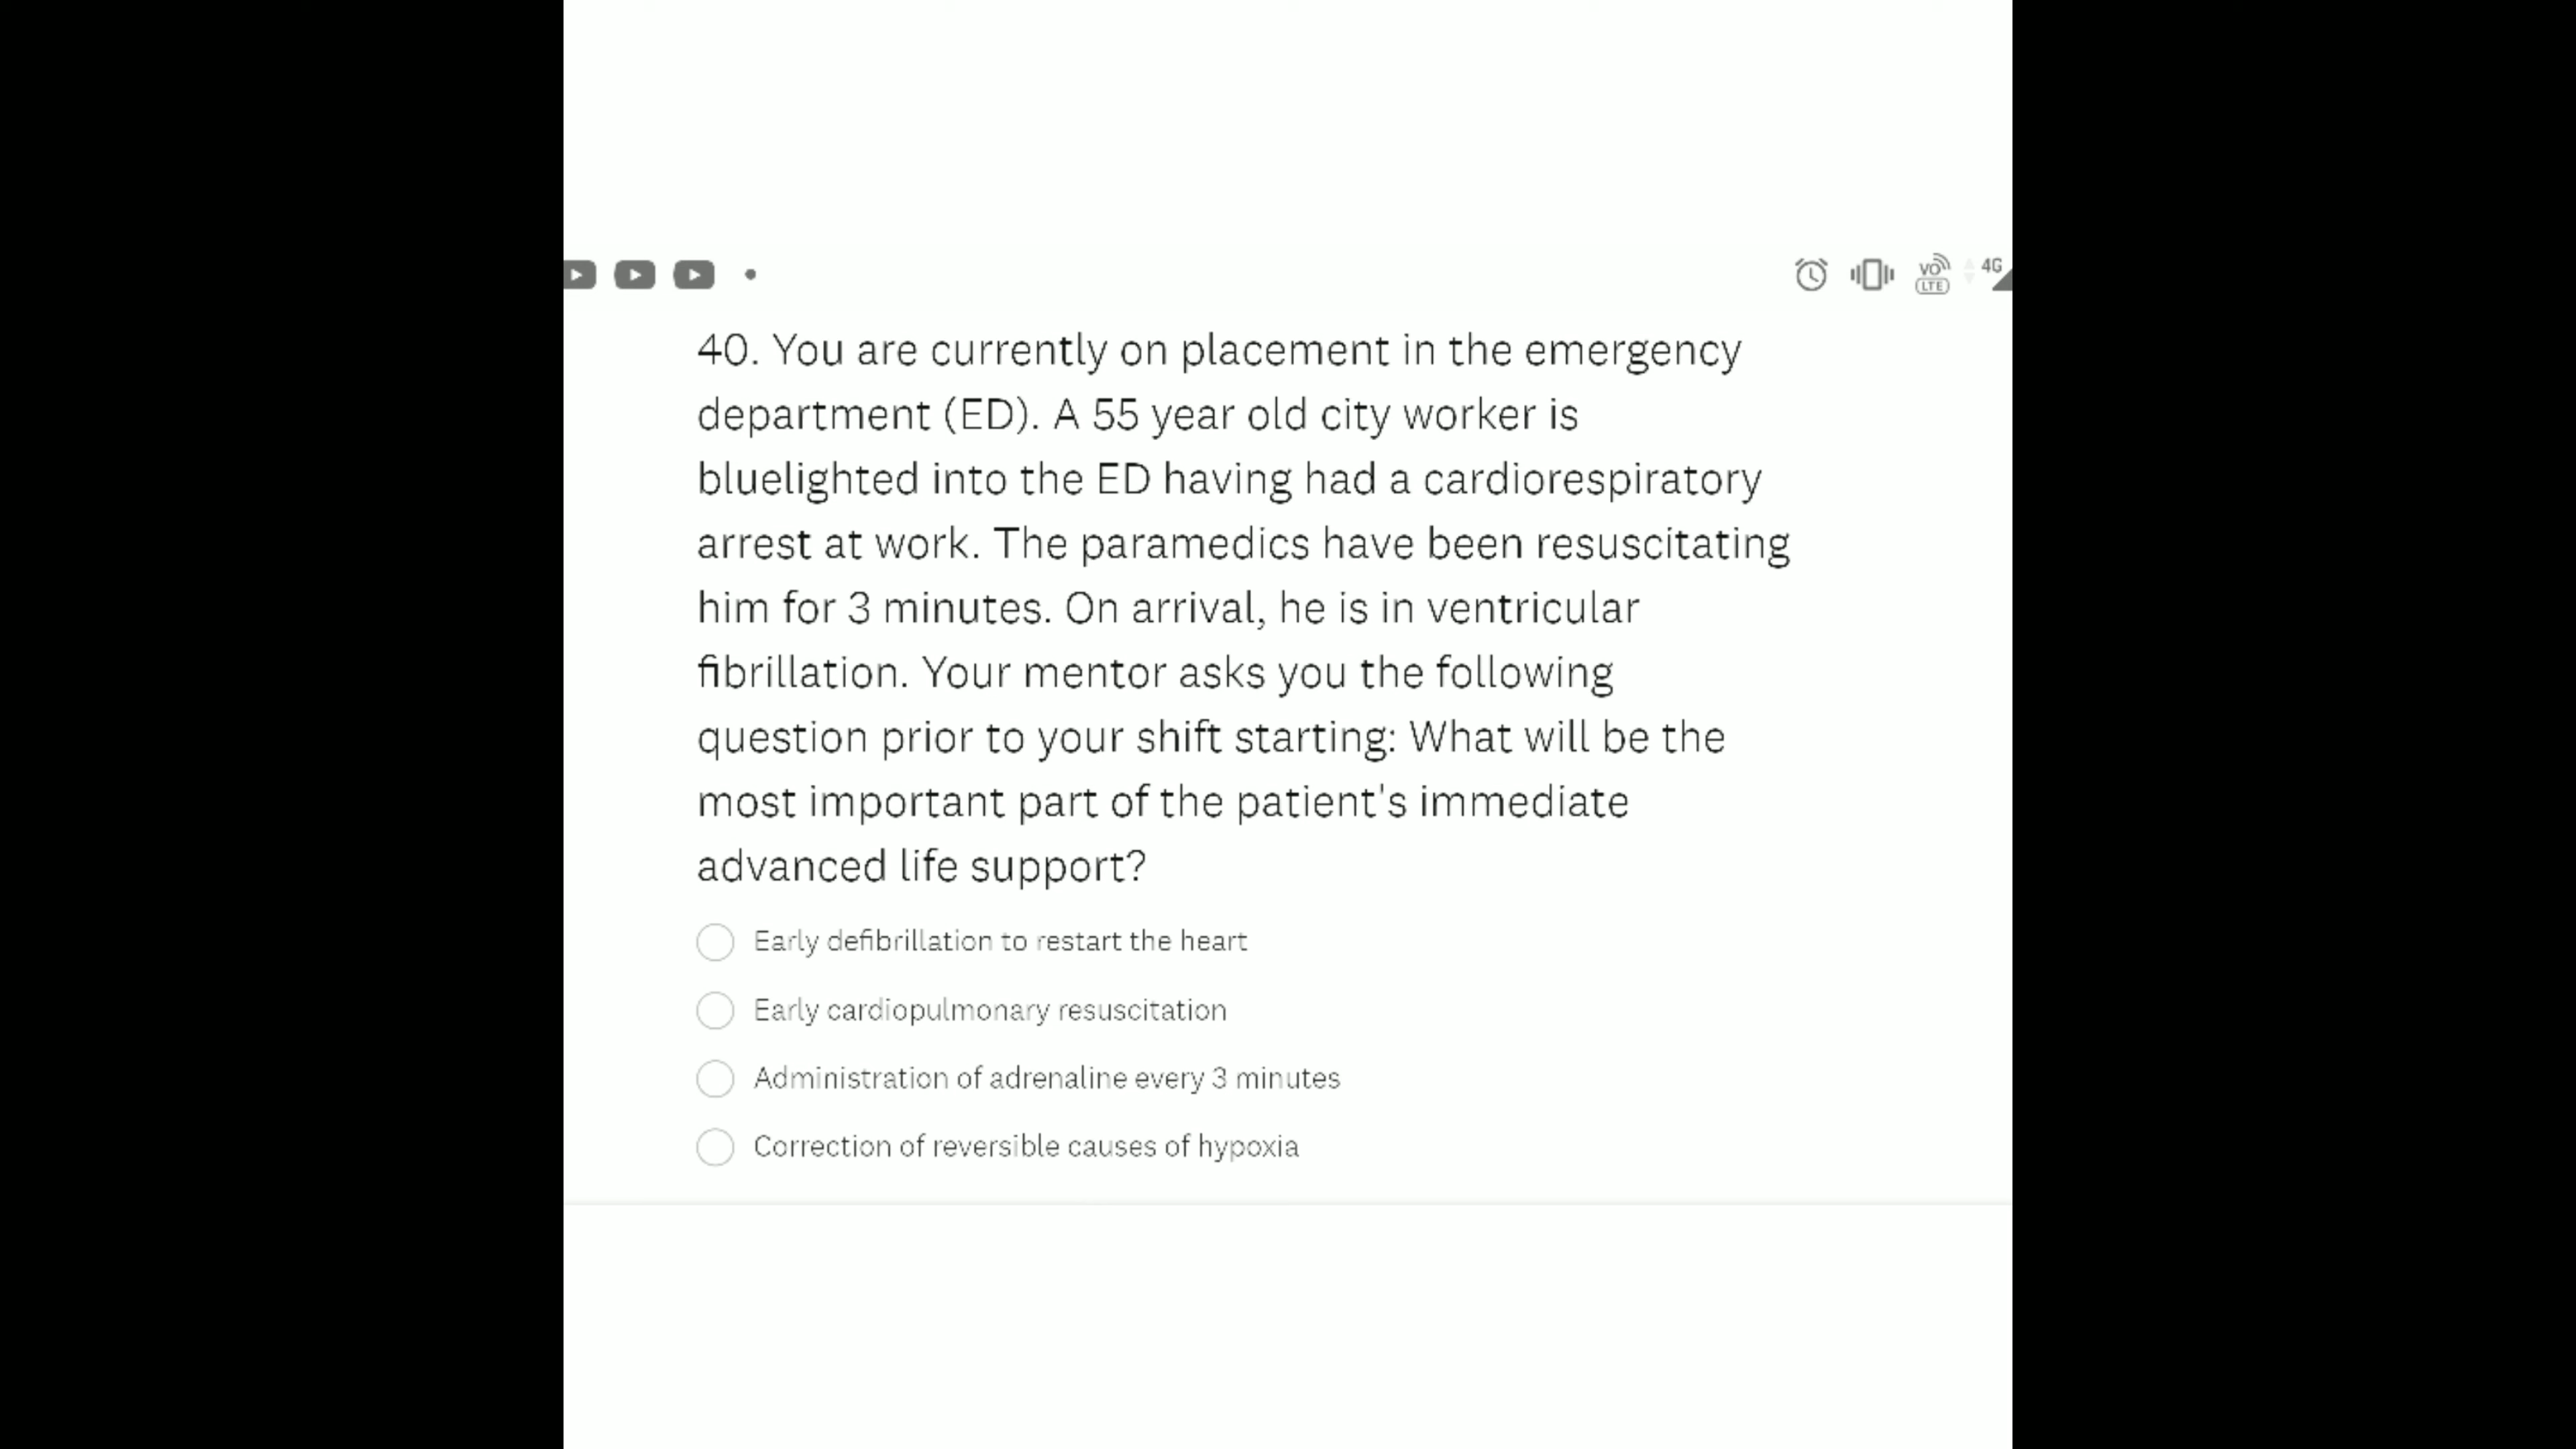 VO LTE 4G
40. You are currently on placement in the emergency
department (ED). A 55 year old city worker is
bluelighted into the ED having had a cardiorespiratory
arrest at work. The paramedics have been resuscitating
him for 3 minutes. On arrival, he is in ventricular
fibrillation. Your mentor asks you the following
question prior to your shift starting: What will be the
most important part of the patient's immediate
advanced life support?
Early defibrillation to restart the heart
Early cardiopulmonary resuscitation
Administration of adrenaline every 3 minutes
Correction of reversible causes of hypoxia